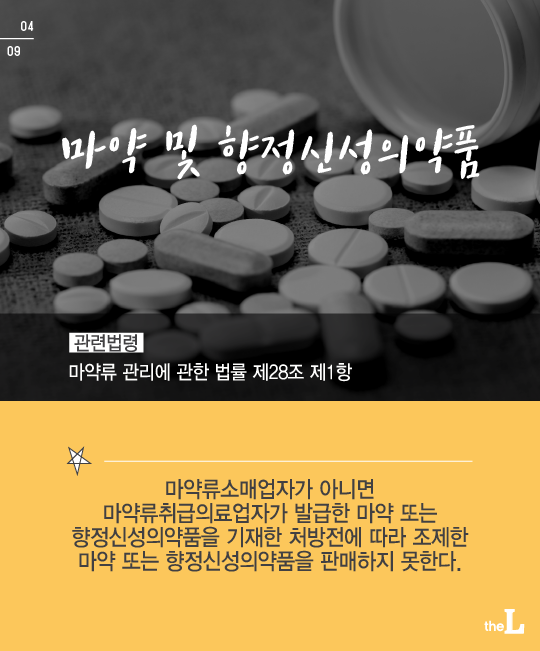 04
09
마약 및 향정신성의약품
관련법령
마약류 관리에 관한 법률 제28조 제1항
마약류소매업자가 아니면
마약류취급의료업자가 발급한 마약 또는
향정신성의약품을 기재한 처방전에 따라 조제한
마약 또는 향정신성의약품을 판매하지 못한다.
the L